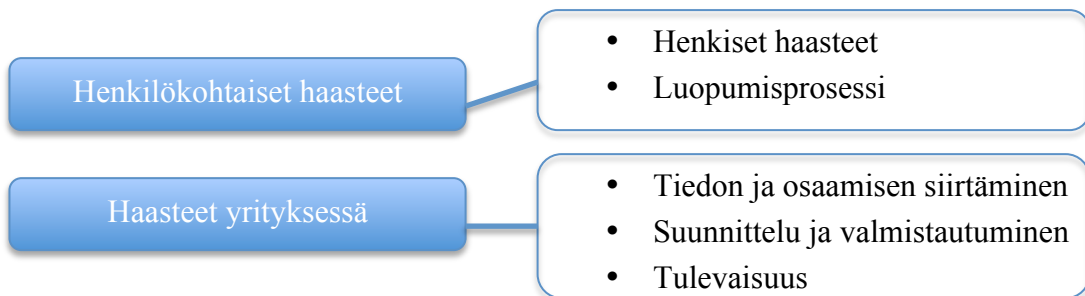 Henkilökohtaiset haasteet
• Henkiset haasteet
• Luopumisprosessi
Haasteet yrityksessä
• Tiedon ja osaamisen siirtäminen
• Suunnittelu ja valmistautuminen
• Tulevaisuus